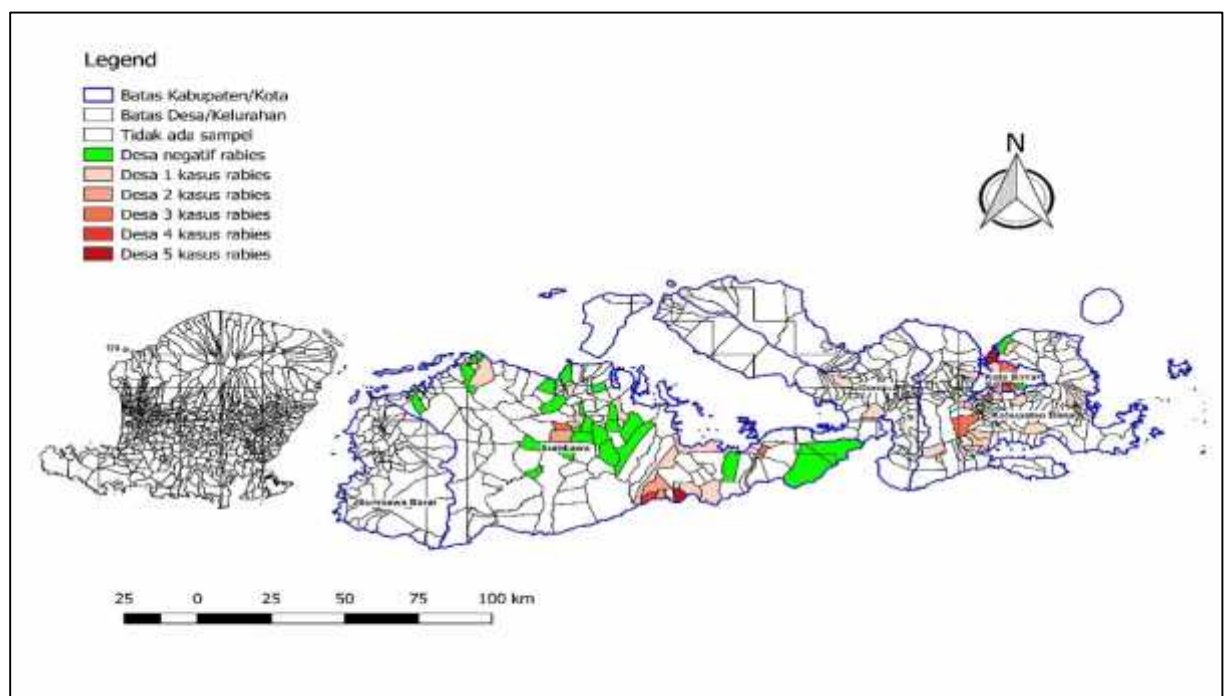 Legend
Batas Kabupaten/Kota
Batas Desa/Kelurahan
Tidak ada sampel
Desa negatif rabies
Desa 1 kasus rabies
Desa 2 kasus rabies
Desa 3 kasus rabies
Desa 4 kasus rabies
Desa 5 kasus rabies
N
Kota Bima
Kabupaten Bima
Sumbawa
Sumbawa Barat
25 0 25 50 75 100 km